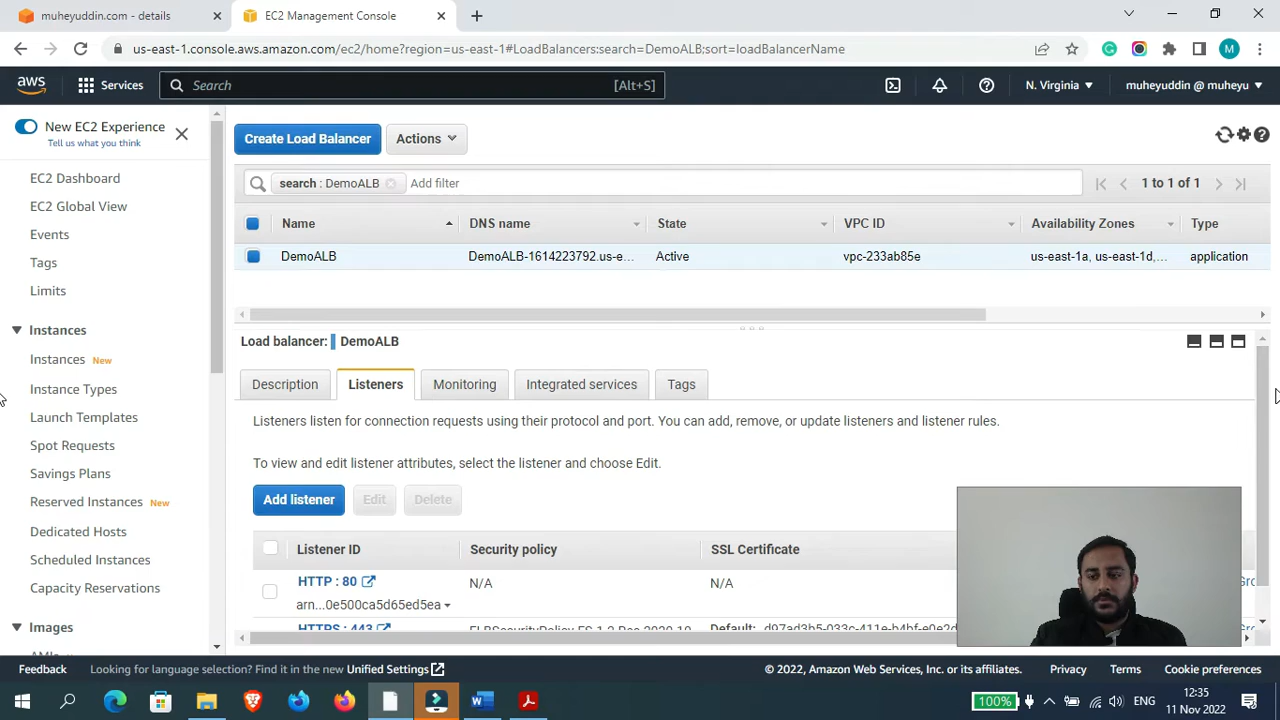 muheyuddin.com - details
EC2 Management Console
us-east-1.console.aws.amazon.com/ec2/home?region=us-east-1#LoadBalancers:search=DemoALB;sort=loadBalancerName
M
aws
Services
Search
[Alt+S]
N. Virginia
muheyuddin @ muheyu
New EC2 Experience
Tell us what you think
EC2 Dashboard
EC2 Global View
Events
Tags
Limits
Instances
Instances New
Instance Types
Launch Templates
Spot Requests
Savings Plans
Reserved Instances New
Dedicated Hosts
Scheduled Instances
Capacity Reservations
Images
Create Load Balancer
Actions
search : DemoALB
Add filter
1 to 1 of 1
Name DNS name State VPC ID Availability Zones Type
DemoALB DemoALB-1614223792.us-e... Active vpc-233ab85e us-east-1a, us-east-1d,... application
Load balancer: DemoALB
Description Listeners Monitoring Integrated services Tags
Listeners listen for connection requests using their protocol and port. You can add, remove, or update listeners and listener rules.
To view and edit listener attributes, select the listener and choose Edit.
Add listener Edit Delete
Listener ID Security policy SSL Certificate
HTTP : 80 N/A N/A
arn...0e500ca5d65ed5ea
HTTPS : 443
Feedback
Looking for language selection? Find it in the new Unified Settings
© 2022, Amazon Web Services, Inc. or its affiliates.
Privacy
Terms
Cookie preferences
100%
ENG
12:35
11 Nov 2022